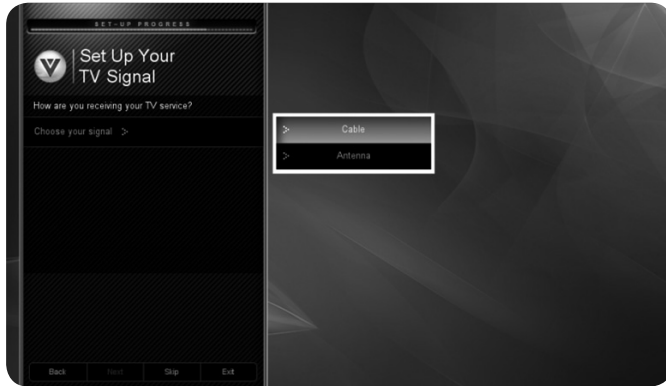 SET-UP PROGRESS
Set Up Your
TV Signal
How are you receiving your TV service?
Choose your signal >
> Cable
> Antenna
Back Next Skip Exit